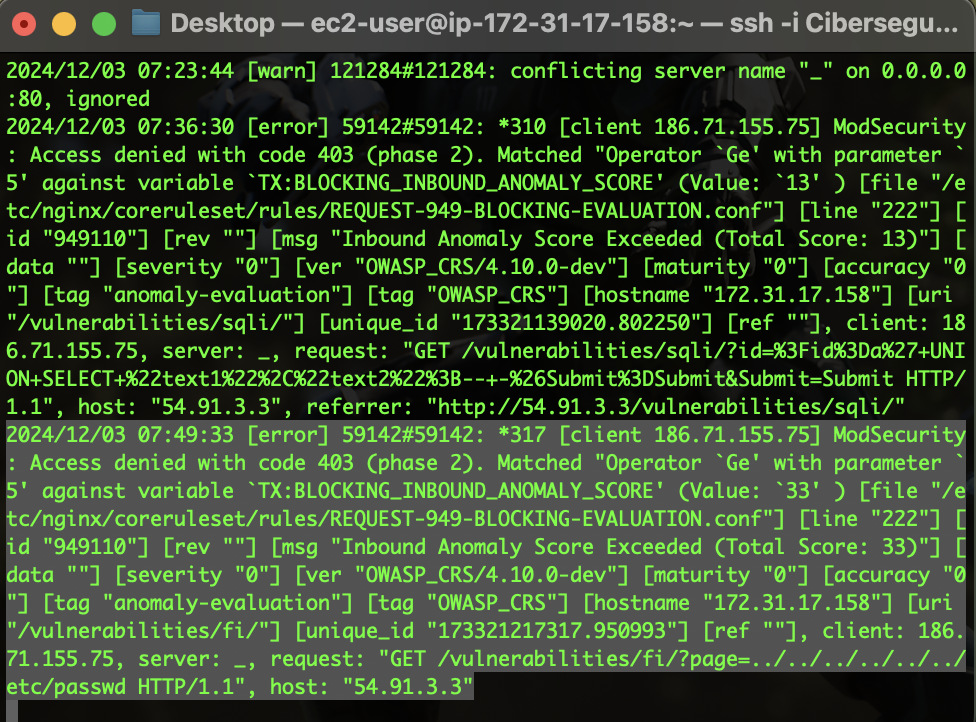 Desktop — ec2-user@ip-172-31-17-158:~ — ssh -i Cibersegu...
2024/12/03 07:23:44 [warn] 121284#121284: conflicting server name "_" on 0.0.0.0
:80, ignored
2024/12/03 07:36:30 [error] 59142#59142: *310 [client 186.71.155.75] ModSecurity
: Access denied with code 403 (phase 2). Matched "Operator `Ge' with parameter `
5' against variable `TX:BLOCKING_INBOUND_ANOMALY_SCORE' (Value: `13' ) [file "/e
tc/nginx/coreruleset/rules/REQUEST-949-BLOCKING-EVALUATION.conf"] [line "222"] [
id "949110"] [rev ""] [msg "Inbound Anomaly Score Exceeded (Total Score: 13)"] [
data ""] [severity "0"] [ver "OWASP_CRS/4.10.0-dev"] [maturity "0"] [accuracy "0
"] [tag "anomaly-evaluation"] [tag "OWASP_CRS"] [hostname "172.31.17.158"] [uri
"/vulnerabilities/sqli/"] [unique_id "173321139020.802250"] [ref ""], client: 18
6.71.155.75, server: _, request: "GET /vulnerabilities/sqli/?id=%3Fid%3Da%27+UNI
ON+SELECT+%22text1%22%2C%22text2%22%3B--+-%26Submit%3DSubmit&Submit=Submit HTTP/
1.1", host: "54.91.3.3", referrer: "http://54.91.3.3/vulnerabilities/sqli/"
2024/12/03 07:49:33 [error] 59142#59142: *317 [client 186.71.155.75] ModSecurity
: Access denied with code 403 (phase 2). Matched "Operator `Ge' with parameter `
5' against variable `TX:BLOCKING_INBOUND_ANOMALY_SCORE' (Value: `33' ) [file "/e
tc/nginx/coreruleset/rules/REQUEST-949-BLOCKING-EVALUATION.conf"] [line "222"] [
id "949110"] [rev ""] [msg "Inbound Anomaly Score Exceeded (Total Score: 33)"] [
data ""] [severity "0"] [ver "OWASP_CRS/4.10.0-dev"] [maturity "0"] [accuracy "0
"] [tag "anomaly-evaluation"] [tag "OWASP_CRS"] [hostname "172.31.17.158"] [uri
"/vulnerabilities/fi/"] [unique_id "173321217317.950993"] [ref ""], client: 186.
71.155.75, server: _, request: "GET /vulnerabilities/fi/?page=../../../../../../
etc/passwd HTTP/1.1", host: "54.91.3.3"